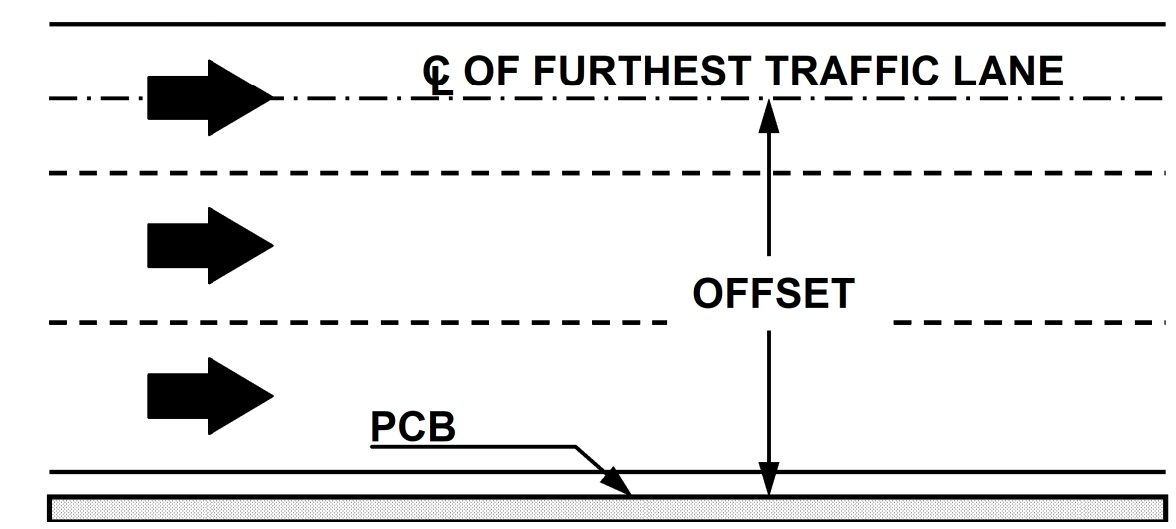 ℄ OF FURTHEST TRAFFIC LANE
OFFSET
PCB